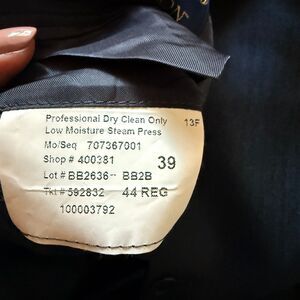 Professional Dry Clean Only 13F
Low Moisture Steam Press
Mo/Seq 707367001
Shop # 400381 39
Lot # BB2636-- BB2B
Tkt # 592832 44 REG
100003792